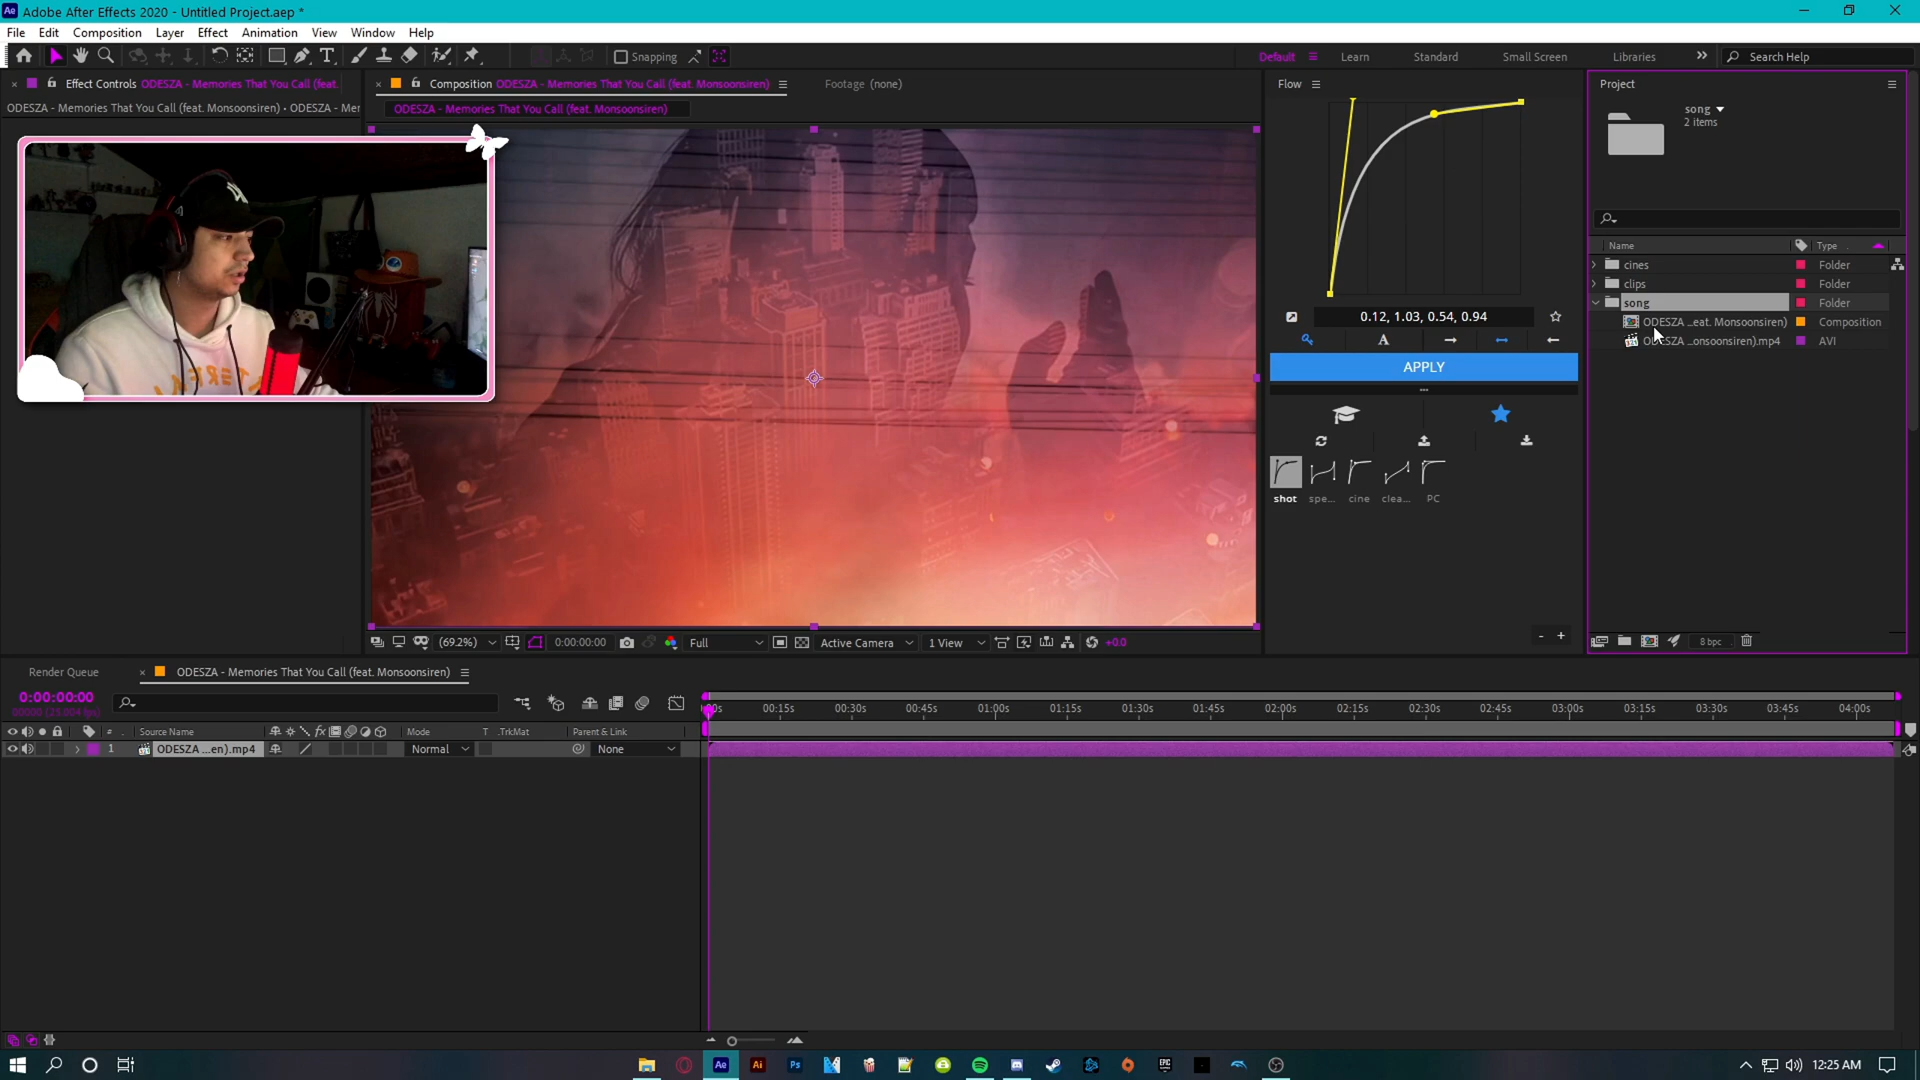 Adobe After Effects 2020 - Untitled Project.aep *
File Edit Composition Layer Effect Animation View Window Help
Snapping
Default Learn Standard Small Screen Libraries Search Help
Effect Controls ODESZA - Memories That You Call (feat.
ODESZA - Memories That You Call (feat. Monsoonsiren) • ODESZA - Mer
Composition ODESZA - Memories That You Call (feat. Monsoonsiren)
Footage (none)
ODESZA - Memories That You Call (feat. Monsoonsiren)
Flow
0.12, 1.03, 0.54, 0.94
A
APPLY
shot spe... cine clea... PC
- +
Project
song
2 items
Name Type
cines Folder
clips Folder
song Folder
ODESZA ...eat. Monsoonsiren) Composition
ODESZA ...onsoonsiren).mp4 AVI
8 bpc
(69.2%) 0:00:00:00 Full Active Camera 1 View +0.0
Render Queue ODESZA - Memories That You Call (feat. Monsoonsiren)
0:00:00:00
# Source Name fx Mode T .TrkMat Parent & Link
1 ODESZA ...en).mp4 Normal None
00:15s 00:30s 00:45s 01:00s 01:15s 01:30s 01:45s 02:00s 02:15s 02:30s 02:45s 03:00s 03:15s 03:30s 03:45s 04:00s
Ae Ai Ps 12:25 AM